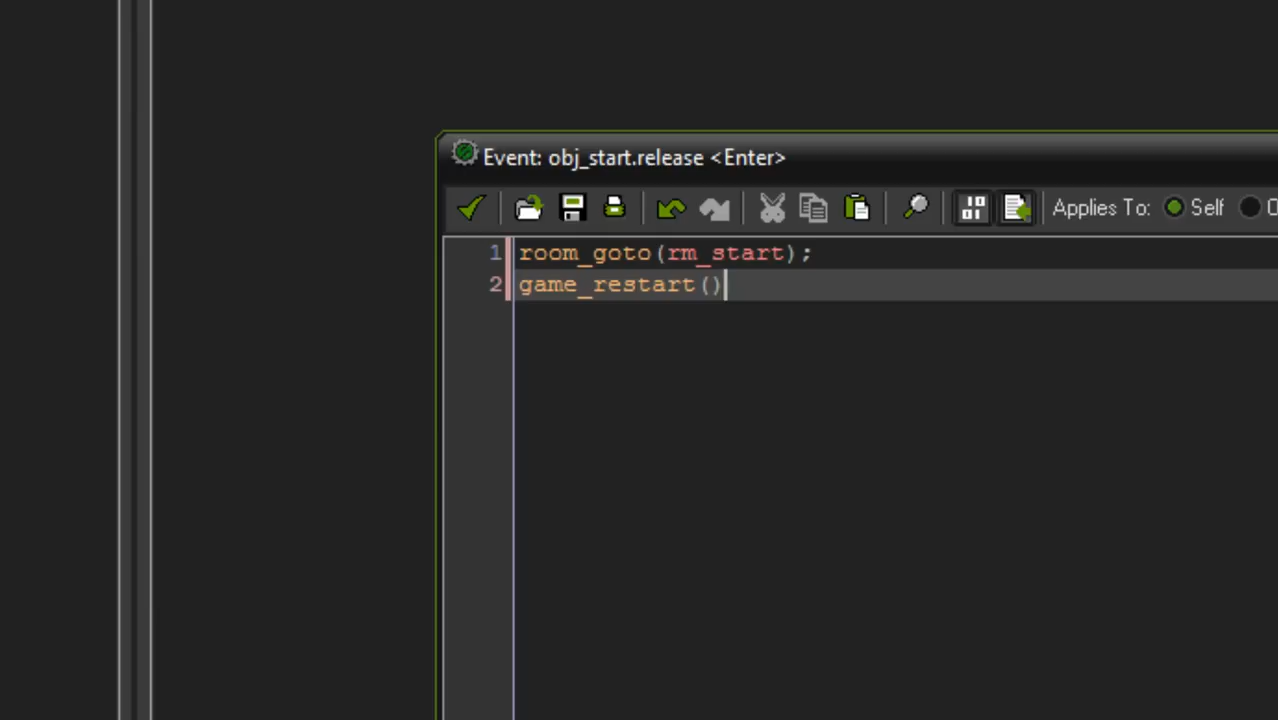 Event: obj_start.release <Enter>
Applies To: Self
1 room_goto(rm_start);
2 game_restart()